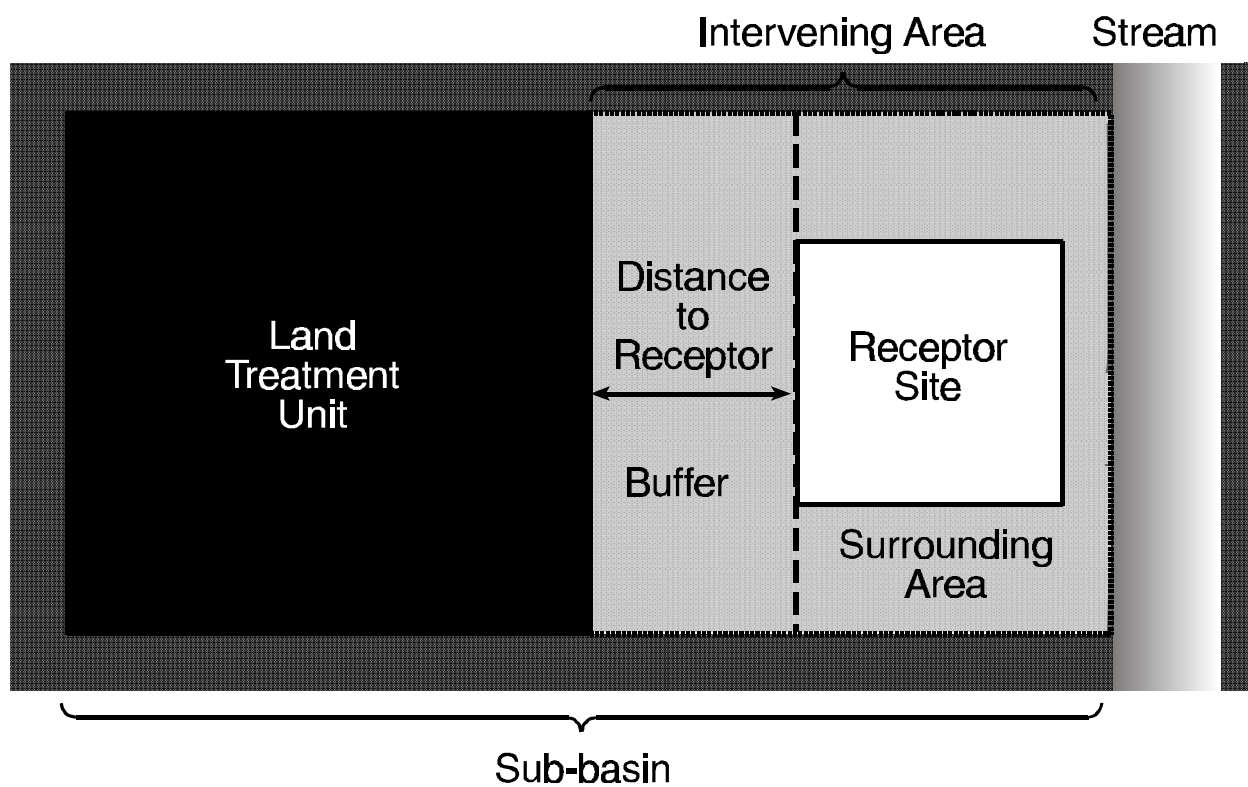 Intervening Area
Stream
Land
Treatment
Unit
Distance
to
Receptor
Buffer
Receptor
Site
Surrounding
Area
Sub-basin